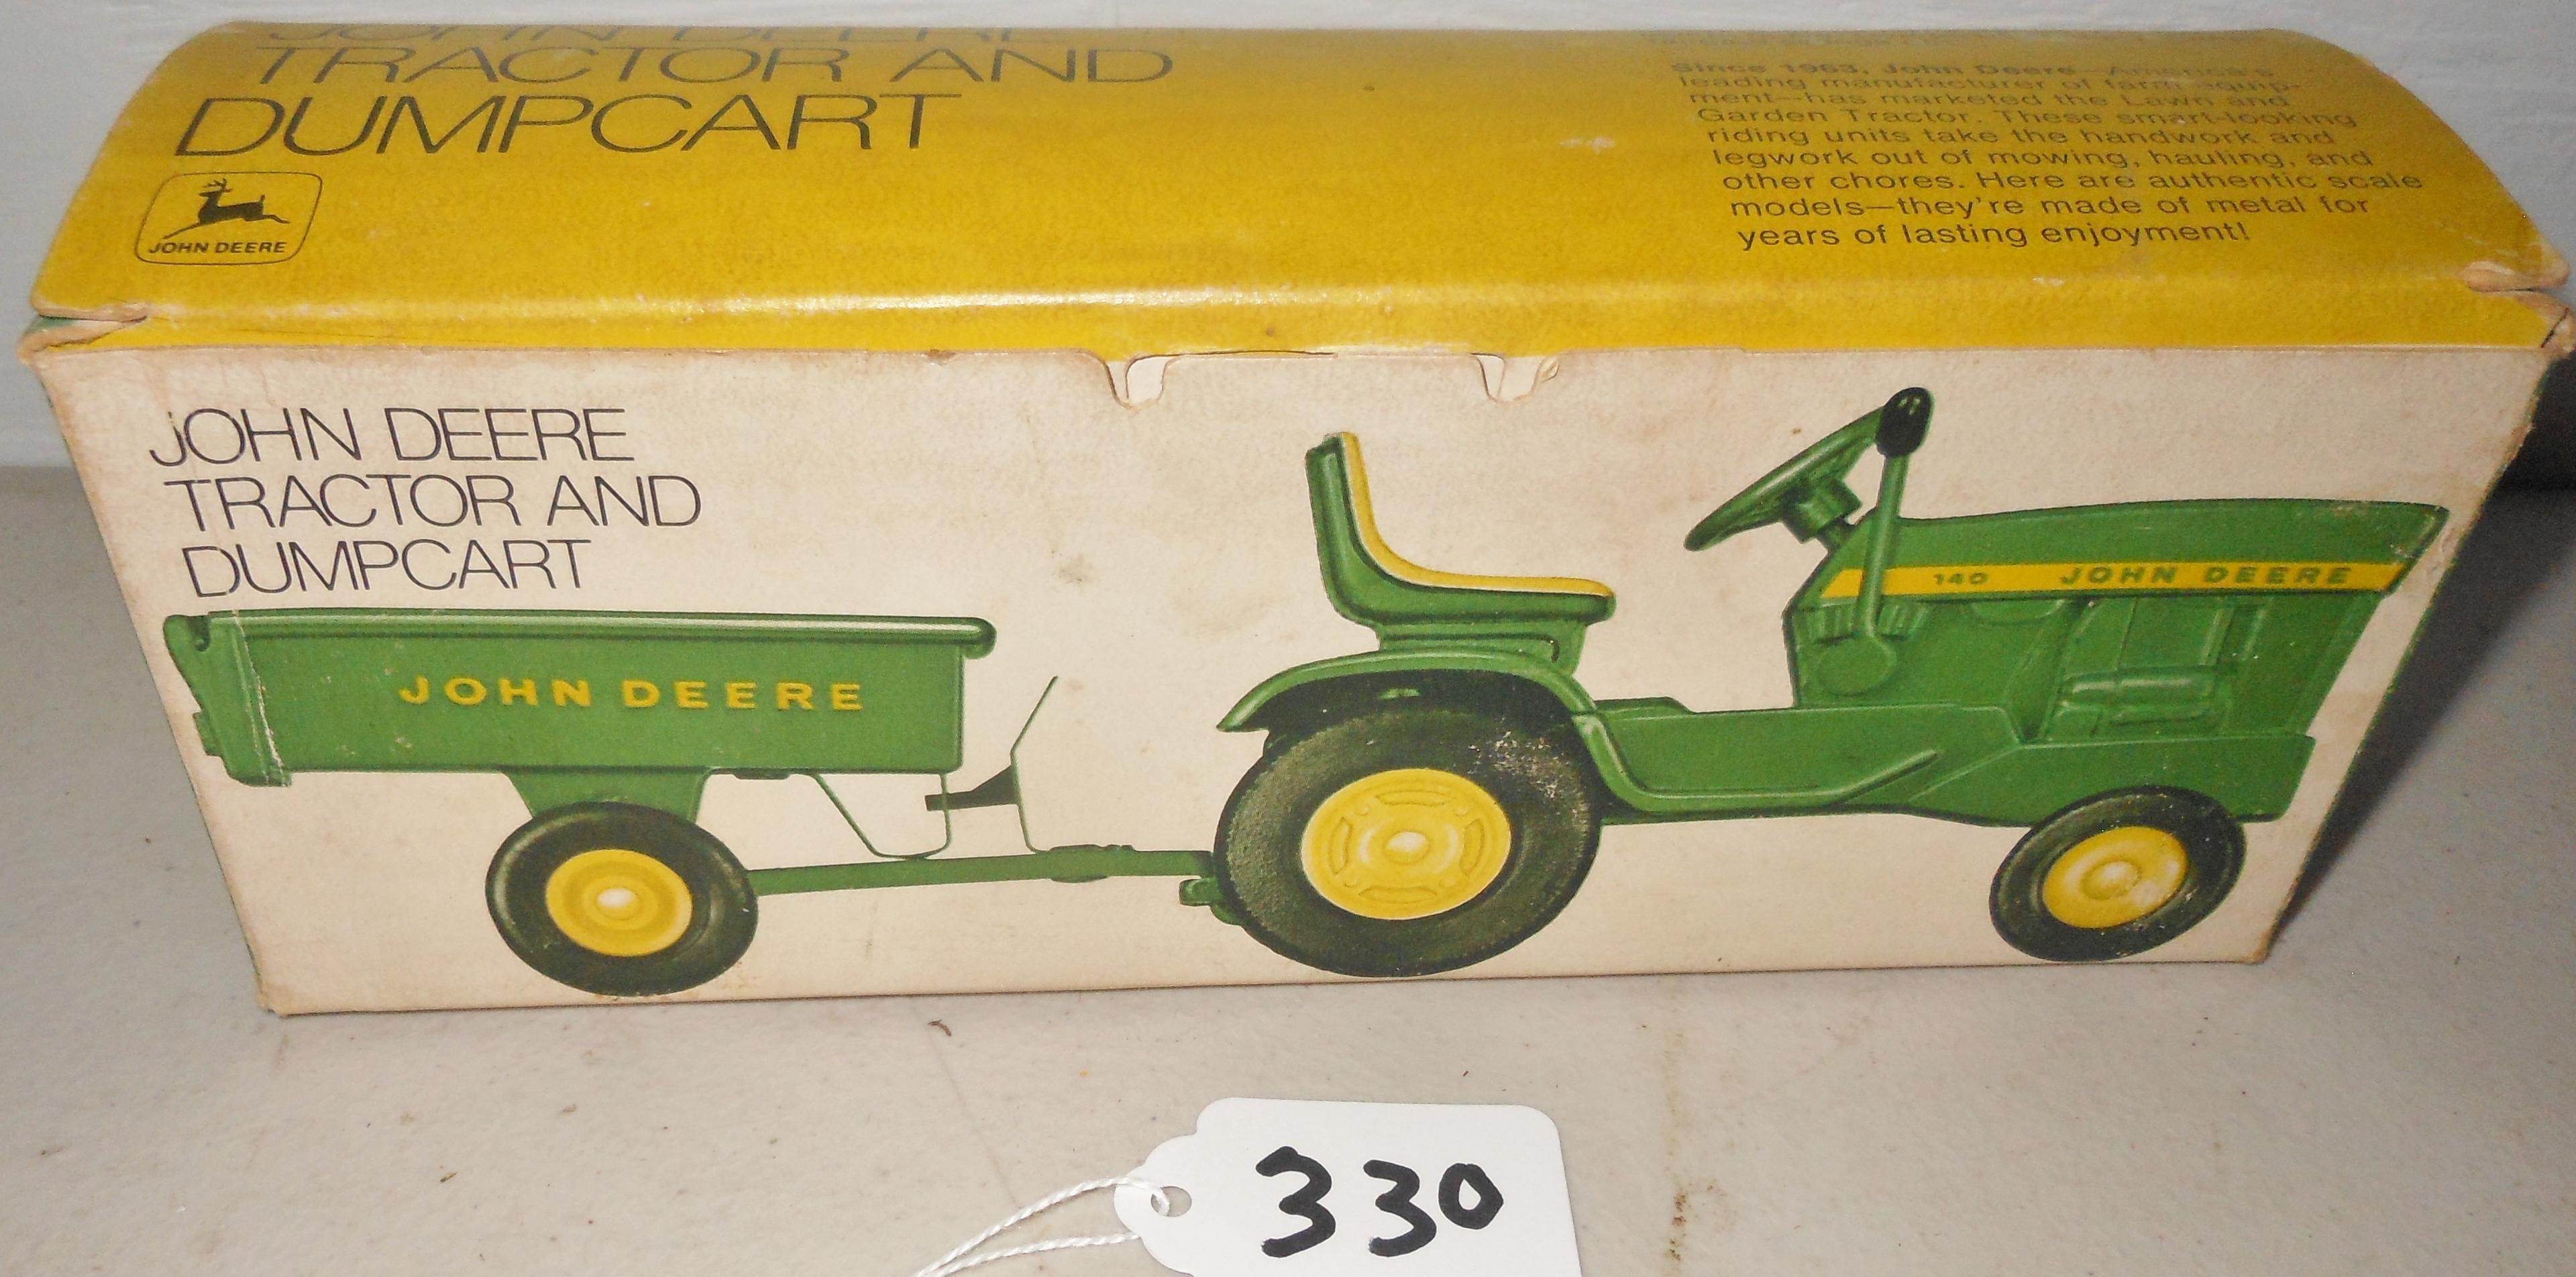 JOHN DEERE
TRACTOR AND
DUMPCART
JOHN DEERE
Since 1963, John Deere—America's
leading manufacturer of farm equip-
ment—has marketed the Lawn and
Garden Tractor. These smart-looking
riding units take the handwork and
legwork out of mowing, hauling, and
other chores. Here are authentic scale
models—they're made of metal for
years of lasting enjoyment!
JOHN DEERE
TRACTOR AND
DUMPCART
JOHN DEERE
140 JOHN DEERE
330